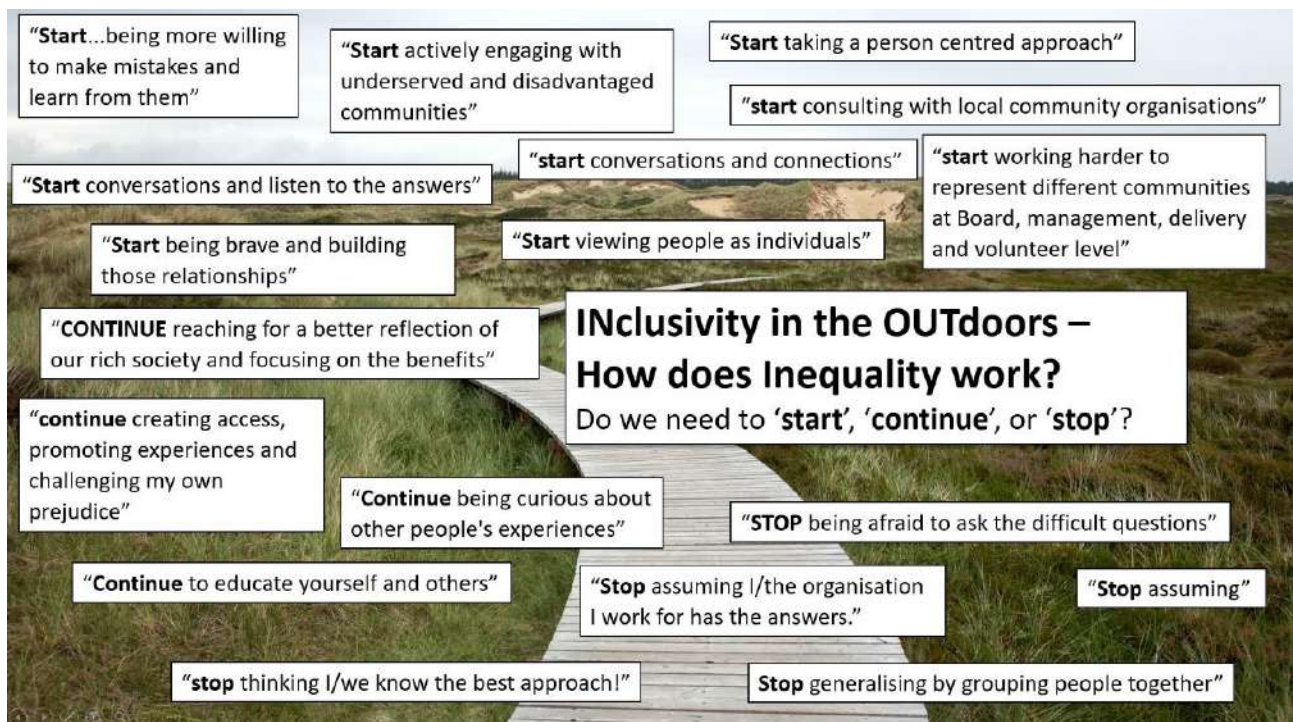 “Start...being more willing
to make mistakes and
learn from them”
“Start actively engaging with
underserved and disadvantaged
communities”
“Start taking a person centred approach”
“start consulting with local community organisations”
“start conversations and connections”
“start working harder to
represent different communities
at Board, management, delivery
and volunteer level”
“Start conversations and listen to the answers”
“Start being brave and building
those relationships”
“Start viewing people as individuals”
INclusivity in the OUTdoors –
How does Inequality work?
Do we need to ‘start’, ‘continue’, or ‘stop’?
“CONTINUE reaching for a better reflection of
our rich society and focusing on the benefits”
“continue creating access,
promoting experiences and
challenging my own
prejudice”
“Continue being curious about
other people's experiences”
“STOP being afraid to ask the difficult questions”
“Continue to educate yourself and others”
“Stop assuming I/the organisation
I work for has the answers.”
“Stop assuming”
“stop thinking I/we know the best approach!”
Stop generalising by grouping people together”